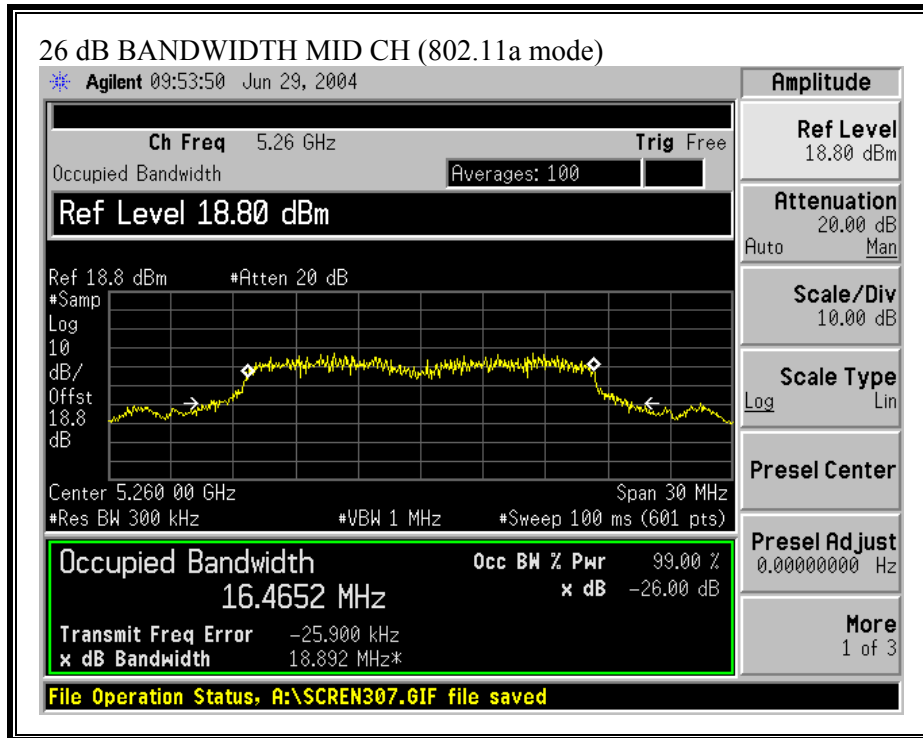 26 dB BANDWIDTH MID CH (802.11a mode)
Agilent 09:53:50 Jun 29, 2004
Amplitude
Ch Freq 5.26 GHz Trig Free
Occupied Bandwidth Averages: 100
Ref Level 18.80 dBm
Ref 18.8 dBm #Atten 20 dB
#Samp
Log
10
dB/
Offst
18.8
dB
Center 5.260 00 GHz Span 30 MHz
#Res BW 300 kHz #VBW 1 MHz #Sweep 100 ms (601 pts)
Occupied Bandwidth Occ BW % Pwr 99.00 %
16.4652 MHz x dB -26.00 dB
Transmit Freq Error -25.900 kHz
x dB Bandwidth 18.892 MHz*
File Operation Status, A:\SCREN307.GIF file saved
Ref Level
18.80 dBm
Attenuation
20.00 dB
Auto Man
Scale/Div
10.00 dB
Scale Type
Log Lin
Presel Center
Presel Adjust
0.00000000 Hz
More
1 of 3